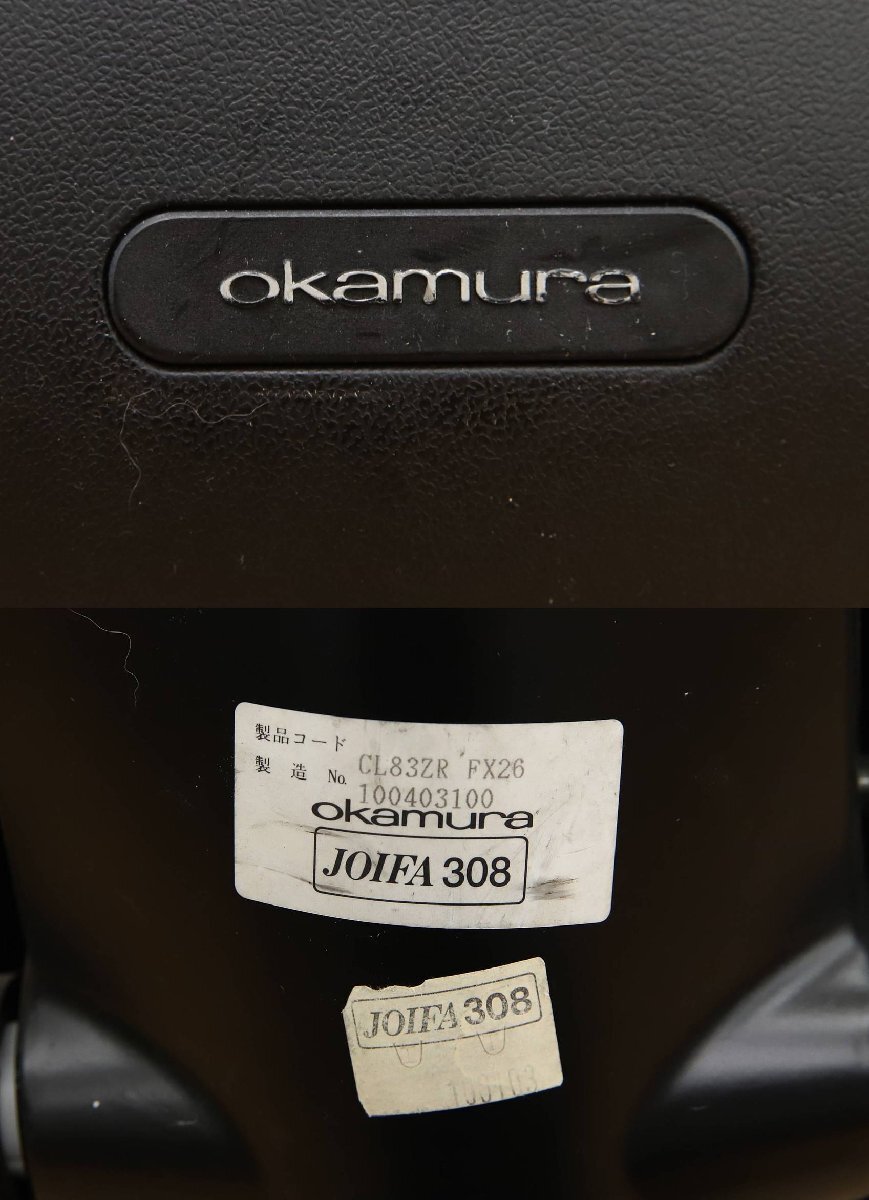 okamura
製品コード CL83ZR FX26
製造 No. 100403100
okamura
JOIFA 308
JOIFA 308